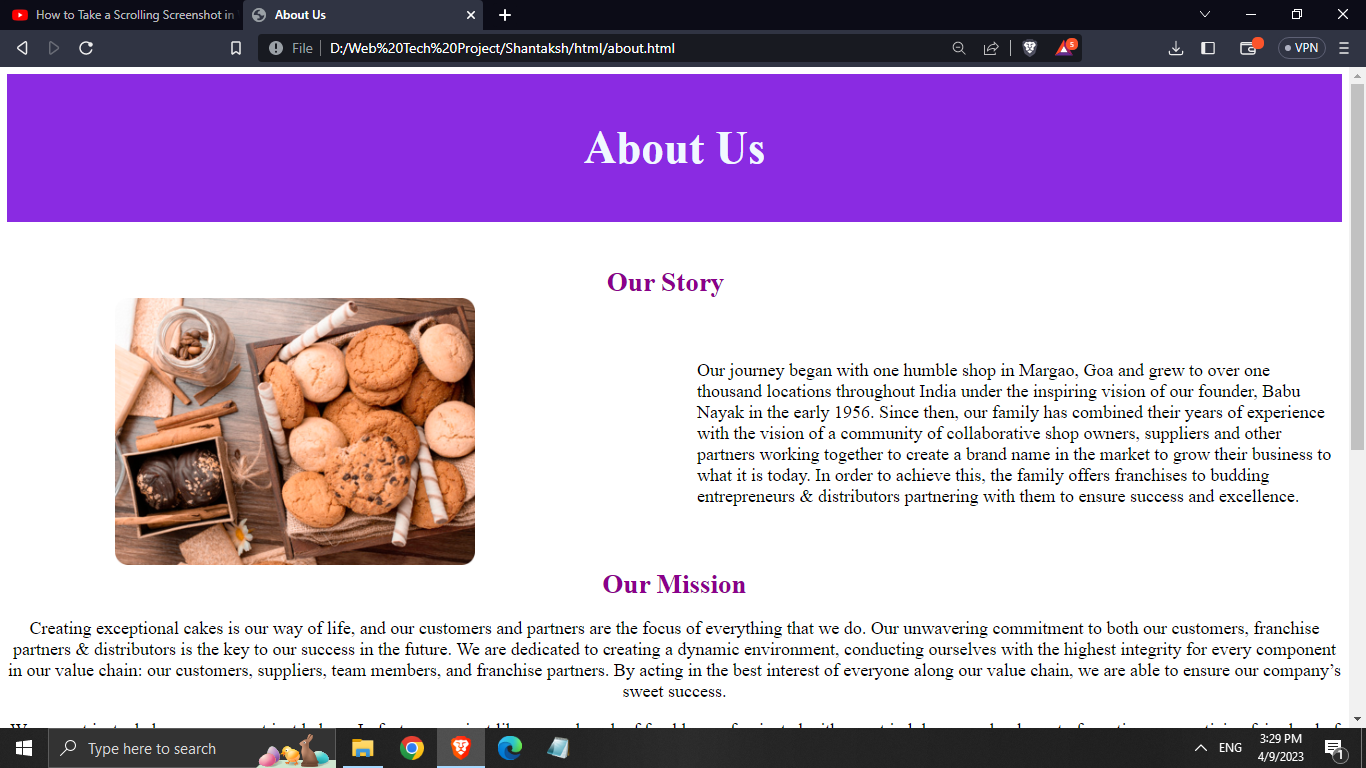 How to Take a Scrolling Screenshot in
About Us
File
D:/Web%20Tech%20Project/Shantaksh/html/about.html
5
VPN
About Us
Our Story
Our journey began with one humble shop in Margao, Goa and grew to over one
thousand locations throughout India under the inspiring vision of our founder, Babu
Nayak in the early 1956. Since then, our family has combined their years of experience
with the vision of a community of collaborative shop owners, suppliers and other
partners working together to create a brand name in the market to grow their business to
what it is today. In order to achieve this, the family offers franchises to budding
entrepreneurs & distributors partnering with them to ensure success and excellence.
Our Mission
Creating exceptional cakes is our way of life, and our customers and partners are the focus of everything that we do. Our unwavering commitment to both our customers, franchise
partners & distributors is the key to our success in the future. We are dedicated to creating a dynamic environment, conducting ourselves with the highest integrity for every component
in our value chain: our customers, suppliers, team members, and franchise partners. By acting in the best interest of everyone along our value chain, we are able to ensure our company’s
sweet success.
Type here to search
ENG
3:29 PM
4/9/2023
1